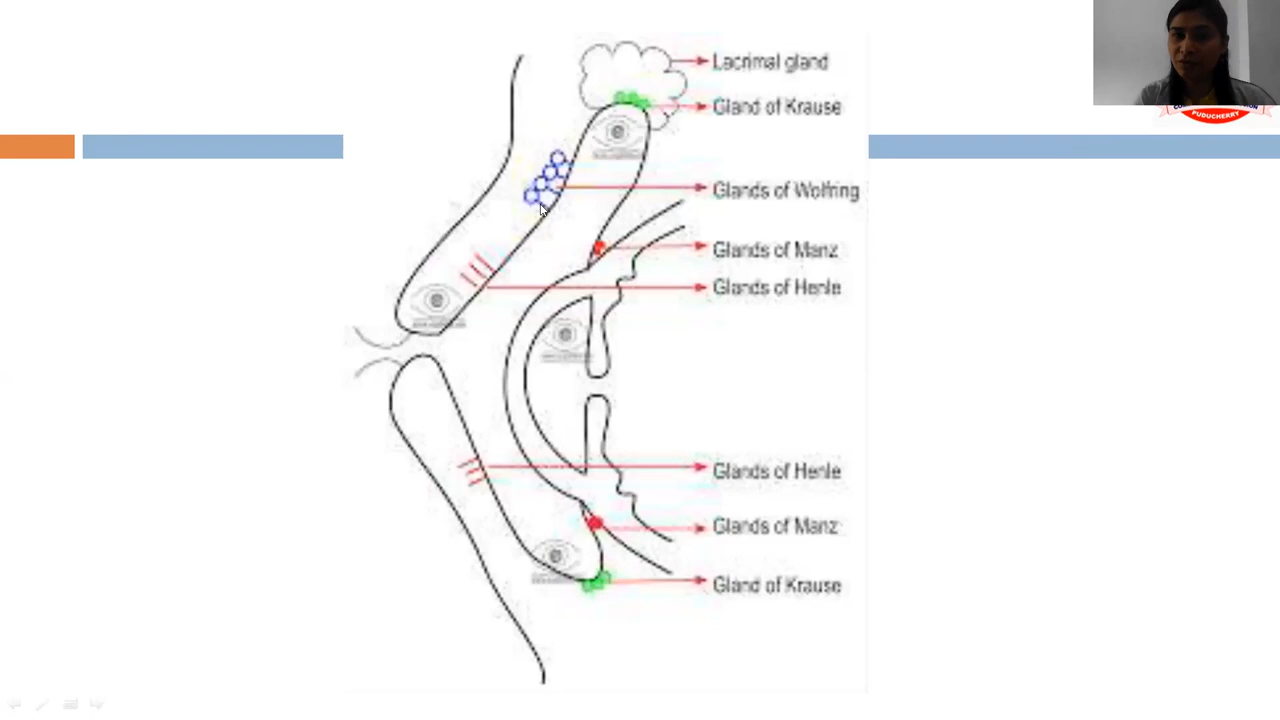 Lacrimal gland
Gland of Krause
PUDUCHERRY
Glands of Wolfring
Glands of Manz
Glands of Henle
Glands of Henle
Glands of Manz
Gland of Krause